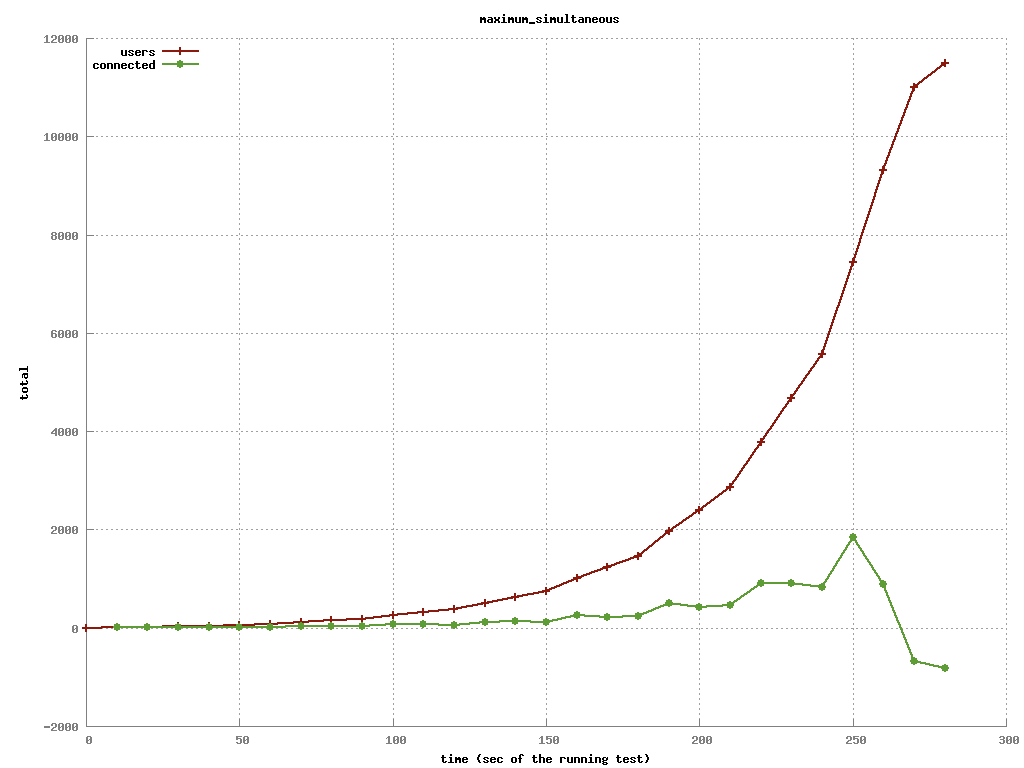 maximum_simultaneous
12000
users
connected
10000
8000
6000
total
4000
2000
0
-2000
0 50 100 150 200 250 300
time (sec of the running test)